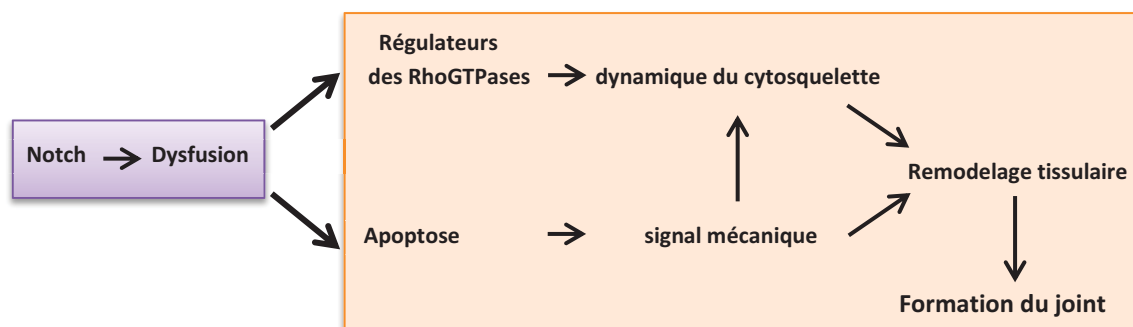 Régulateurs
des RhoGTPases
dynamique du cytosquelette
Notch
Dysfusion
Remodelage tissulaire
Apoptose
signal mécanique
Formation du joint